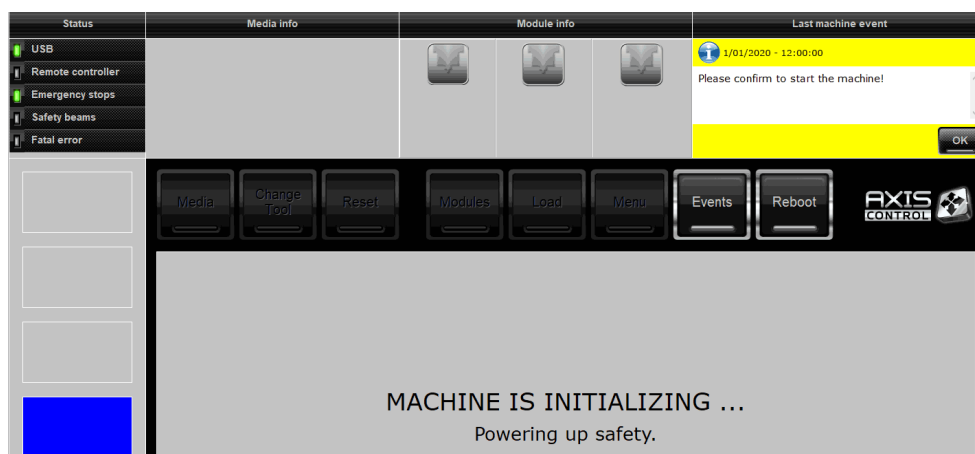 Status
Media info
Module info
Last machine event
USB
Remote controller
Emergency stops
Safety beams
Fatal error
1/01/2020 - 12:00:00
Please confirm to start the machine!
OK
Media
Change
Tool
Reset
Modules
Load
Menu
Events
Reboot
AXIS
CONTROL
MACHINE IS INITIALIZING ...
Powering up safety.